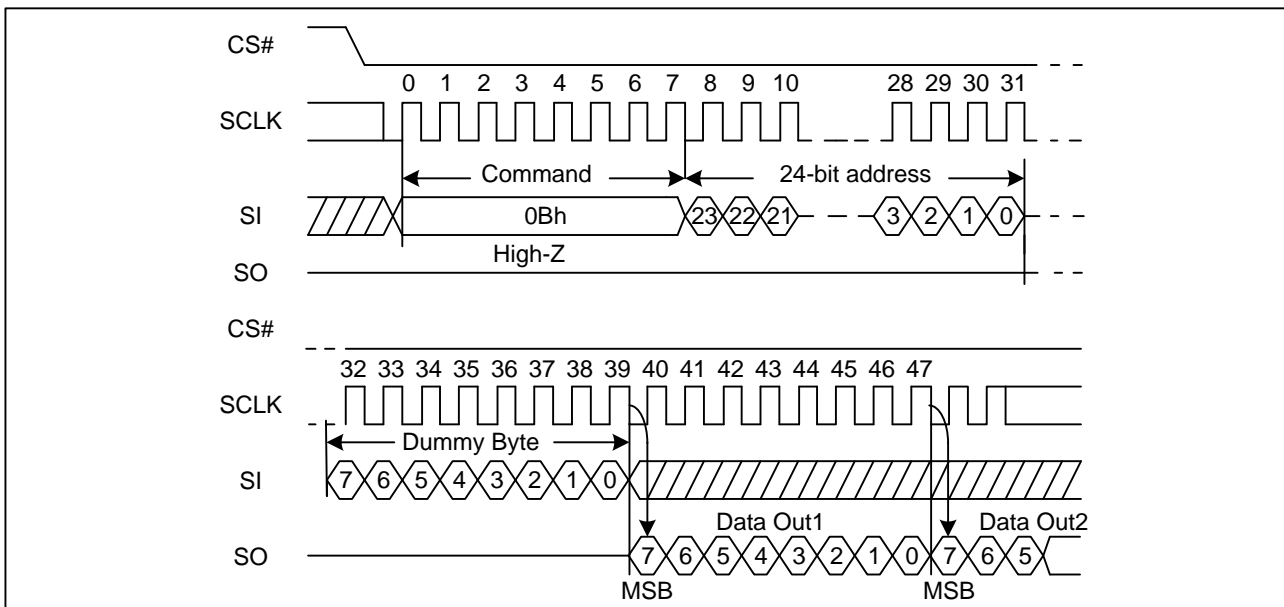 CS#
0 1 2 3 4 5 6 7 8 9 10 28 29 30 31
SCLK
Command 24-bit address
SI 0Bh 23 22 21 3 2 1 0
High-Z
SO
CS#
32 33 34 35 36 37 38 39 40 41 42 43 44 45 46 47
SCLK
Dummy Byte
SI 7 6 5 4 3 2 1 0
Data Out1 Data Out2
SO 7 6 5 4 3 2 1 0 7 6 5
MSB MSB